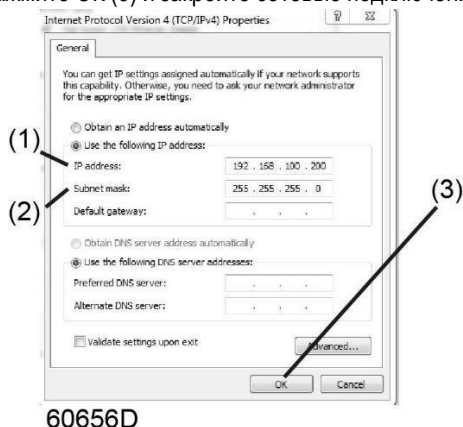 Internet Protocol Version 4 (TCP/IPv4) Properties
General
You can get IP settings assigned automatically if your network supports
this capability. Otherwise, you need to ask your network administrator
for the appropriate IP settings.
Obtain an IP address automatically
Use the following IP address:
(1)
IP address: 192 . 168 . 100 . 200
Subnet mask: 255 . 255 . 255 . 0
(2)
(3)
Default gateway: . . .
Obtain DNS server address automatically
Use the following DNS server addresses:
Preferred DNS server: . . .
Alternate DNS server: . . .
Validate settings upon exit
Advanced...
OK Cancel
60656D